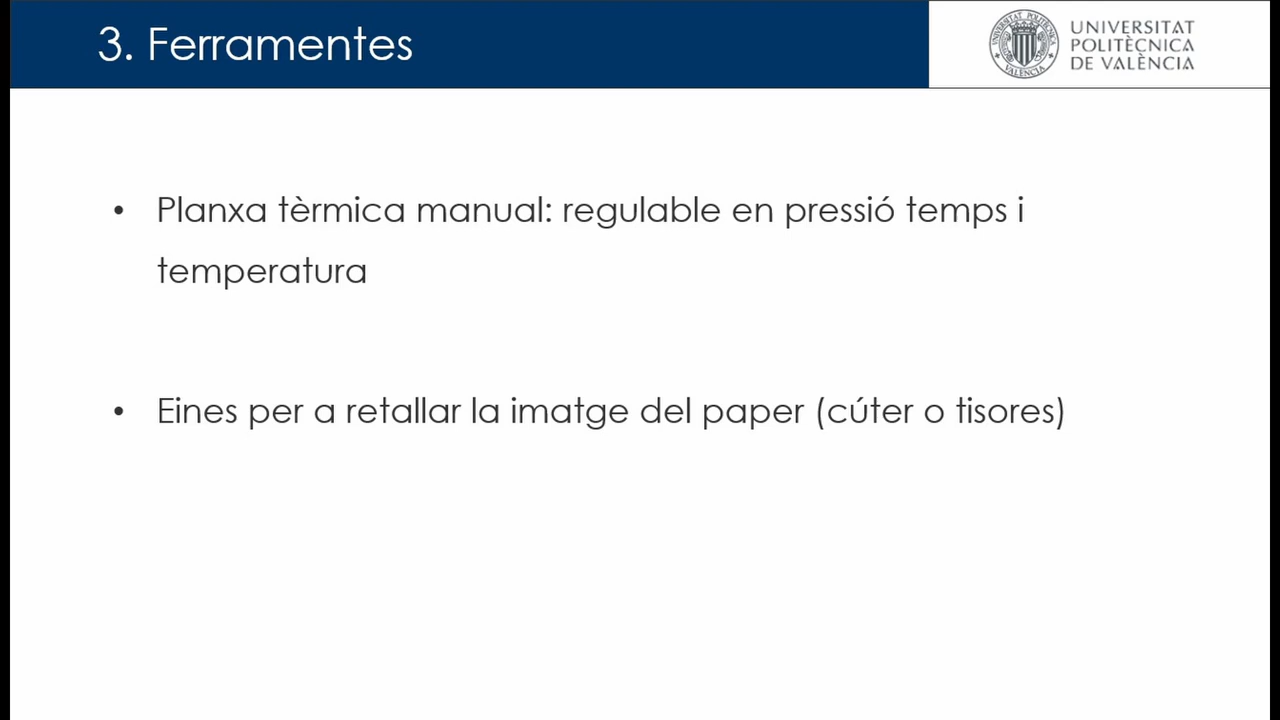 3. Ferramentes
UNIVERSITAT
POLITÈCNICA
DE VALÈNCIA
• Planxa tèrmica manual: regulable en pressió temps i
temperatura
• Eines per a retallar la imatge del paper (cúter o tisores)